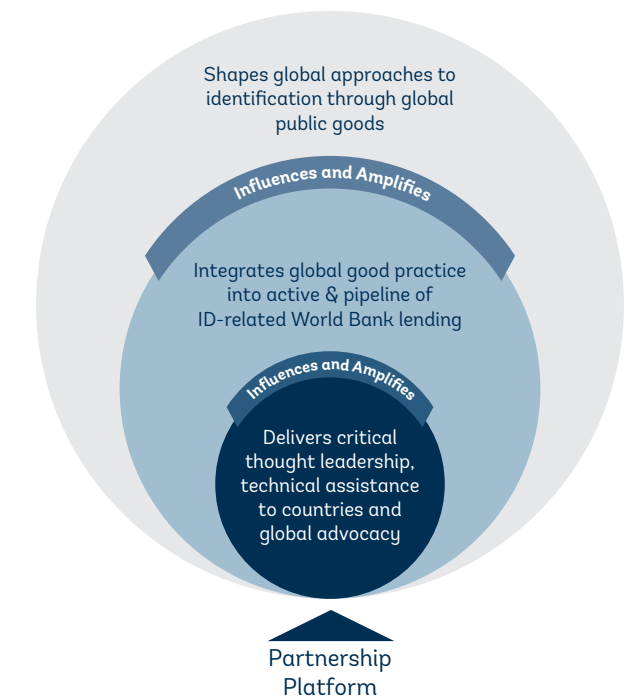 Shapes global approaches to
identification through global
public goods
Influences and Amplifies
Integrates global good practice
into active & pipeline of
ID-related World Bank lending
Influences and Amplifies
Delivers critical
thought leadership,
technical assistance
to countries and
global advocacy
Partnership
Platform